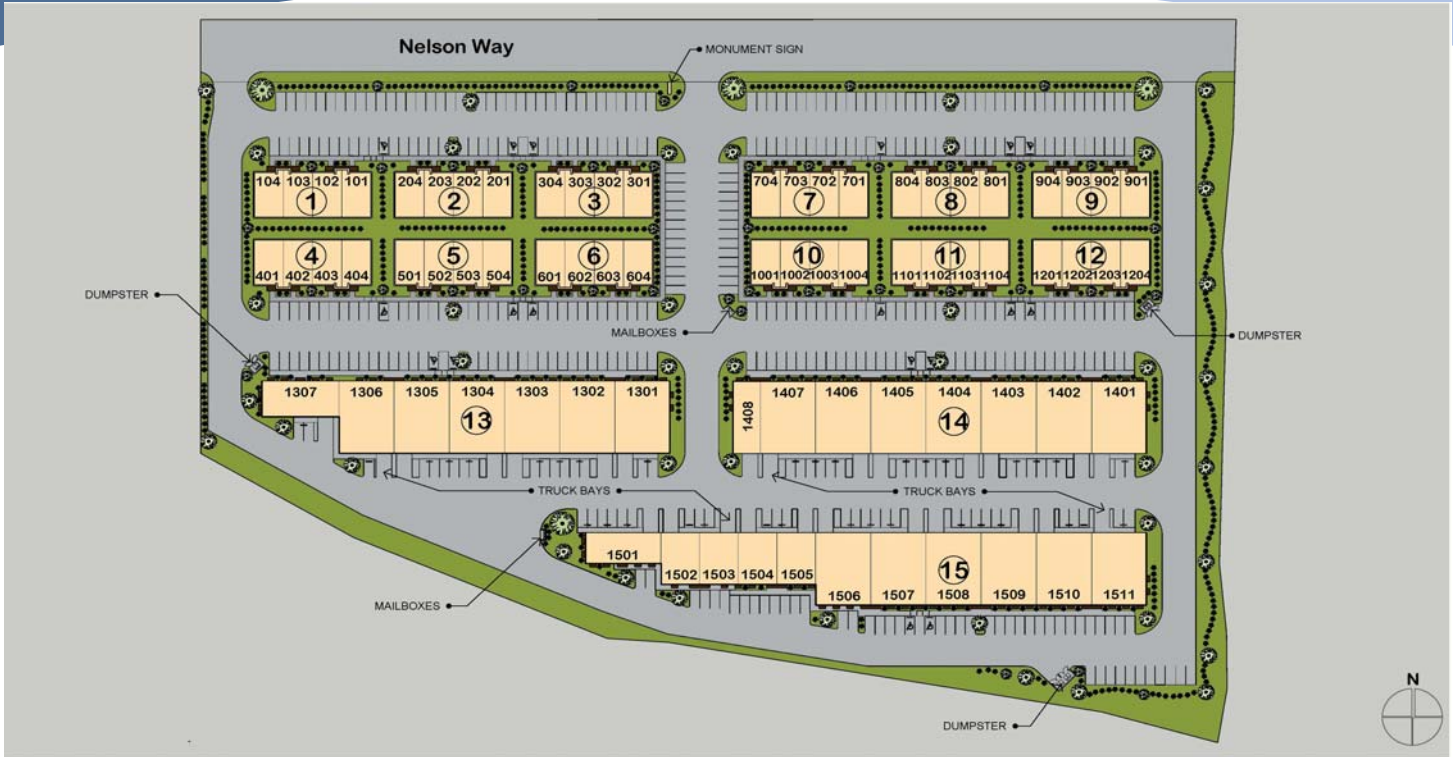 Nelson Way
MONUMENT SIGN
104 103 102 101
204 203 202 201
304 303 302 301
704 703 702 701
804 803 802 801
904 903 902 901
1
2
3
7
8
9
4
5
6
10
11
12
401 402 403 404
501 502 503 504
601 602 603 604
1001 1002 1003 1004
1101 1102 1103 1104
1201 1202 1203 1204
DUMPSTER
MAILBOXES
DUMPSTER
1307 1306 1305 1304 1303 1302 1301
13
1408 1407 1406 1405 1404 1403 1402 1401
14
TRUCK BAYS
TRUCK BAYS
1501
1502 1503 1504 1505
15
1506 1507 1508 1509 1510 1511
MAILBOXES
DUMPSTER
N